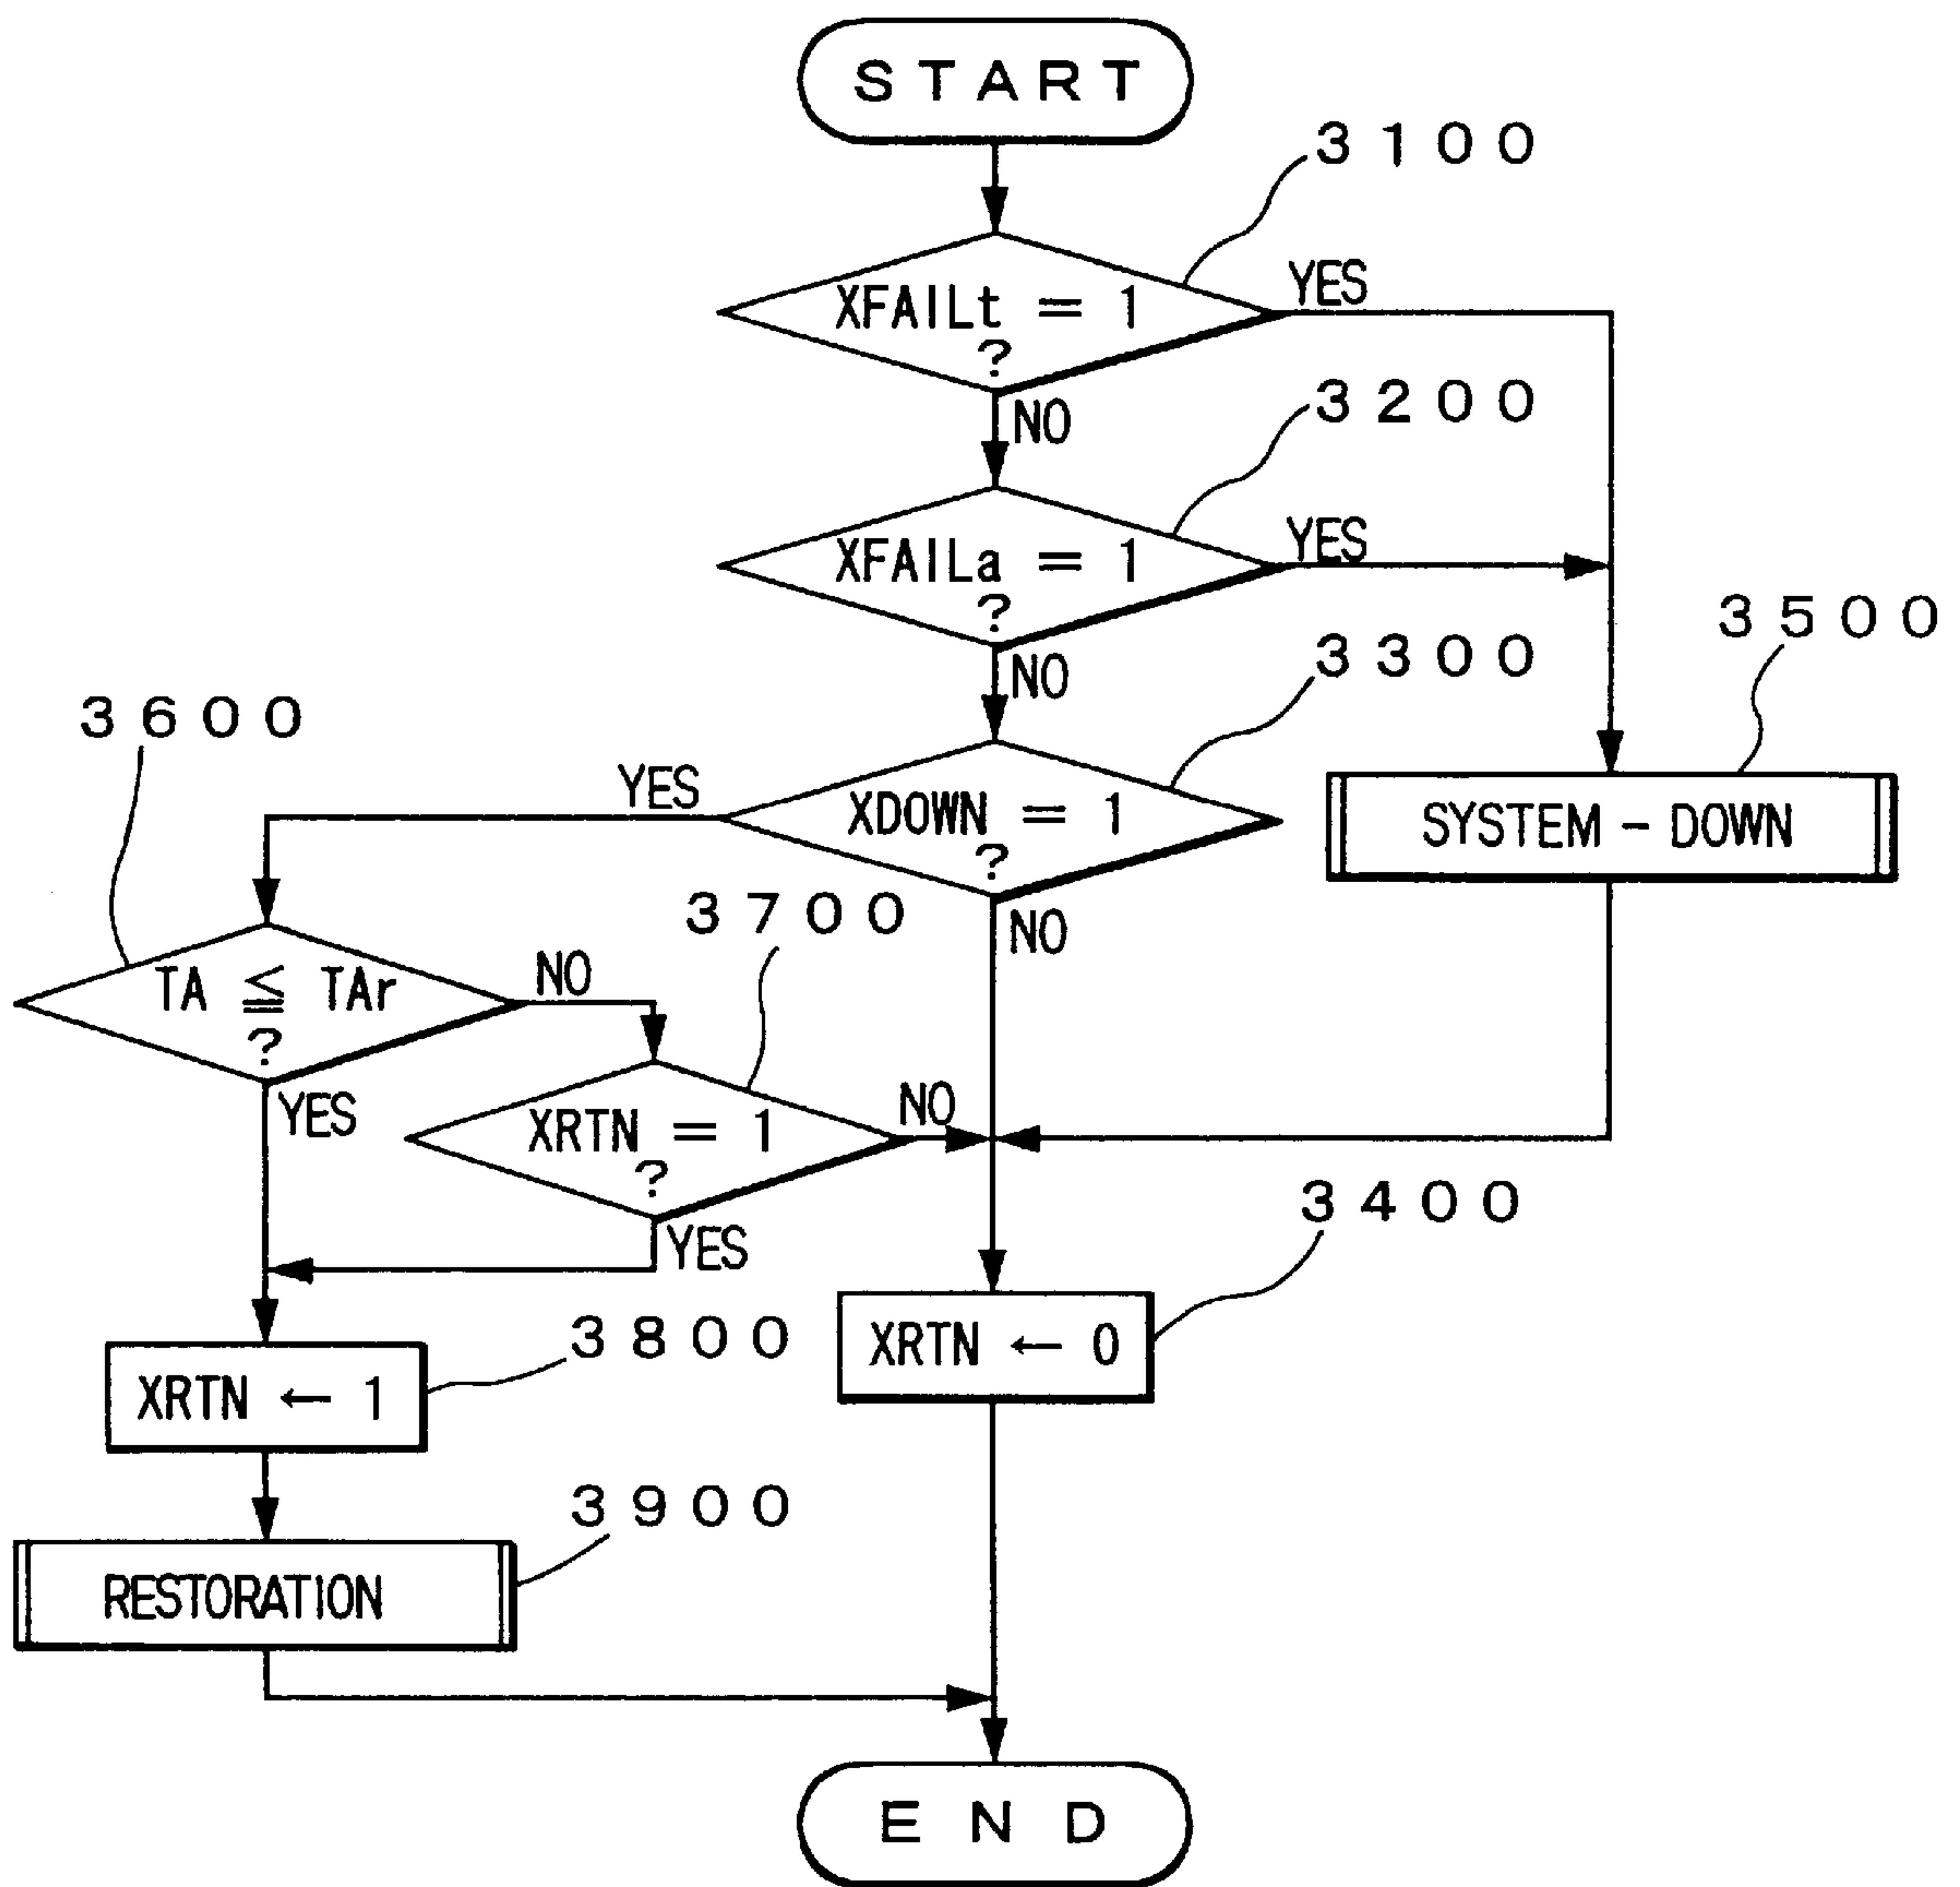 START
3100
XFAILt = 1
?
YES
NO
3200
XFAILa = 1
?
YES
NO
3300
3500
3600
XDOWN = 1
?
YES
NO
SYSTEM - DOWN
3700
TA ≦ TAr
?
NO
YES
XRTN = 1
?
NO
YES
3400
XRTN ← 0
3800
XRTN ← 1
3900
RESTORATION
END